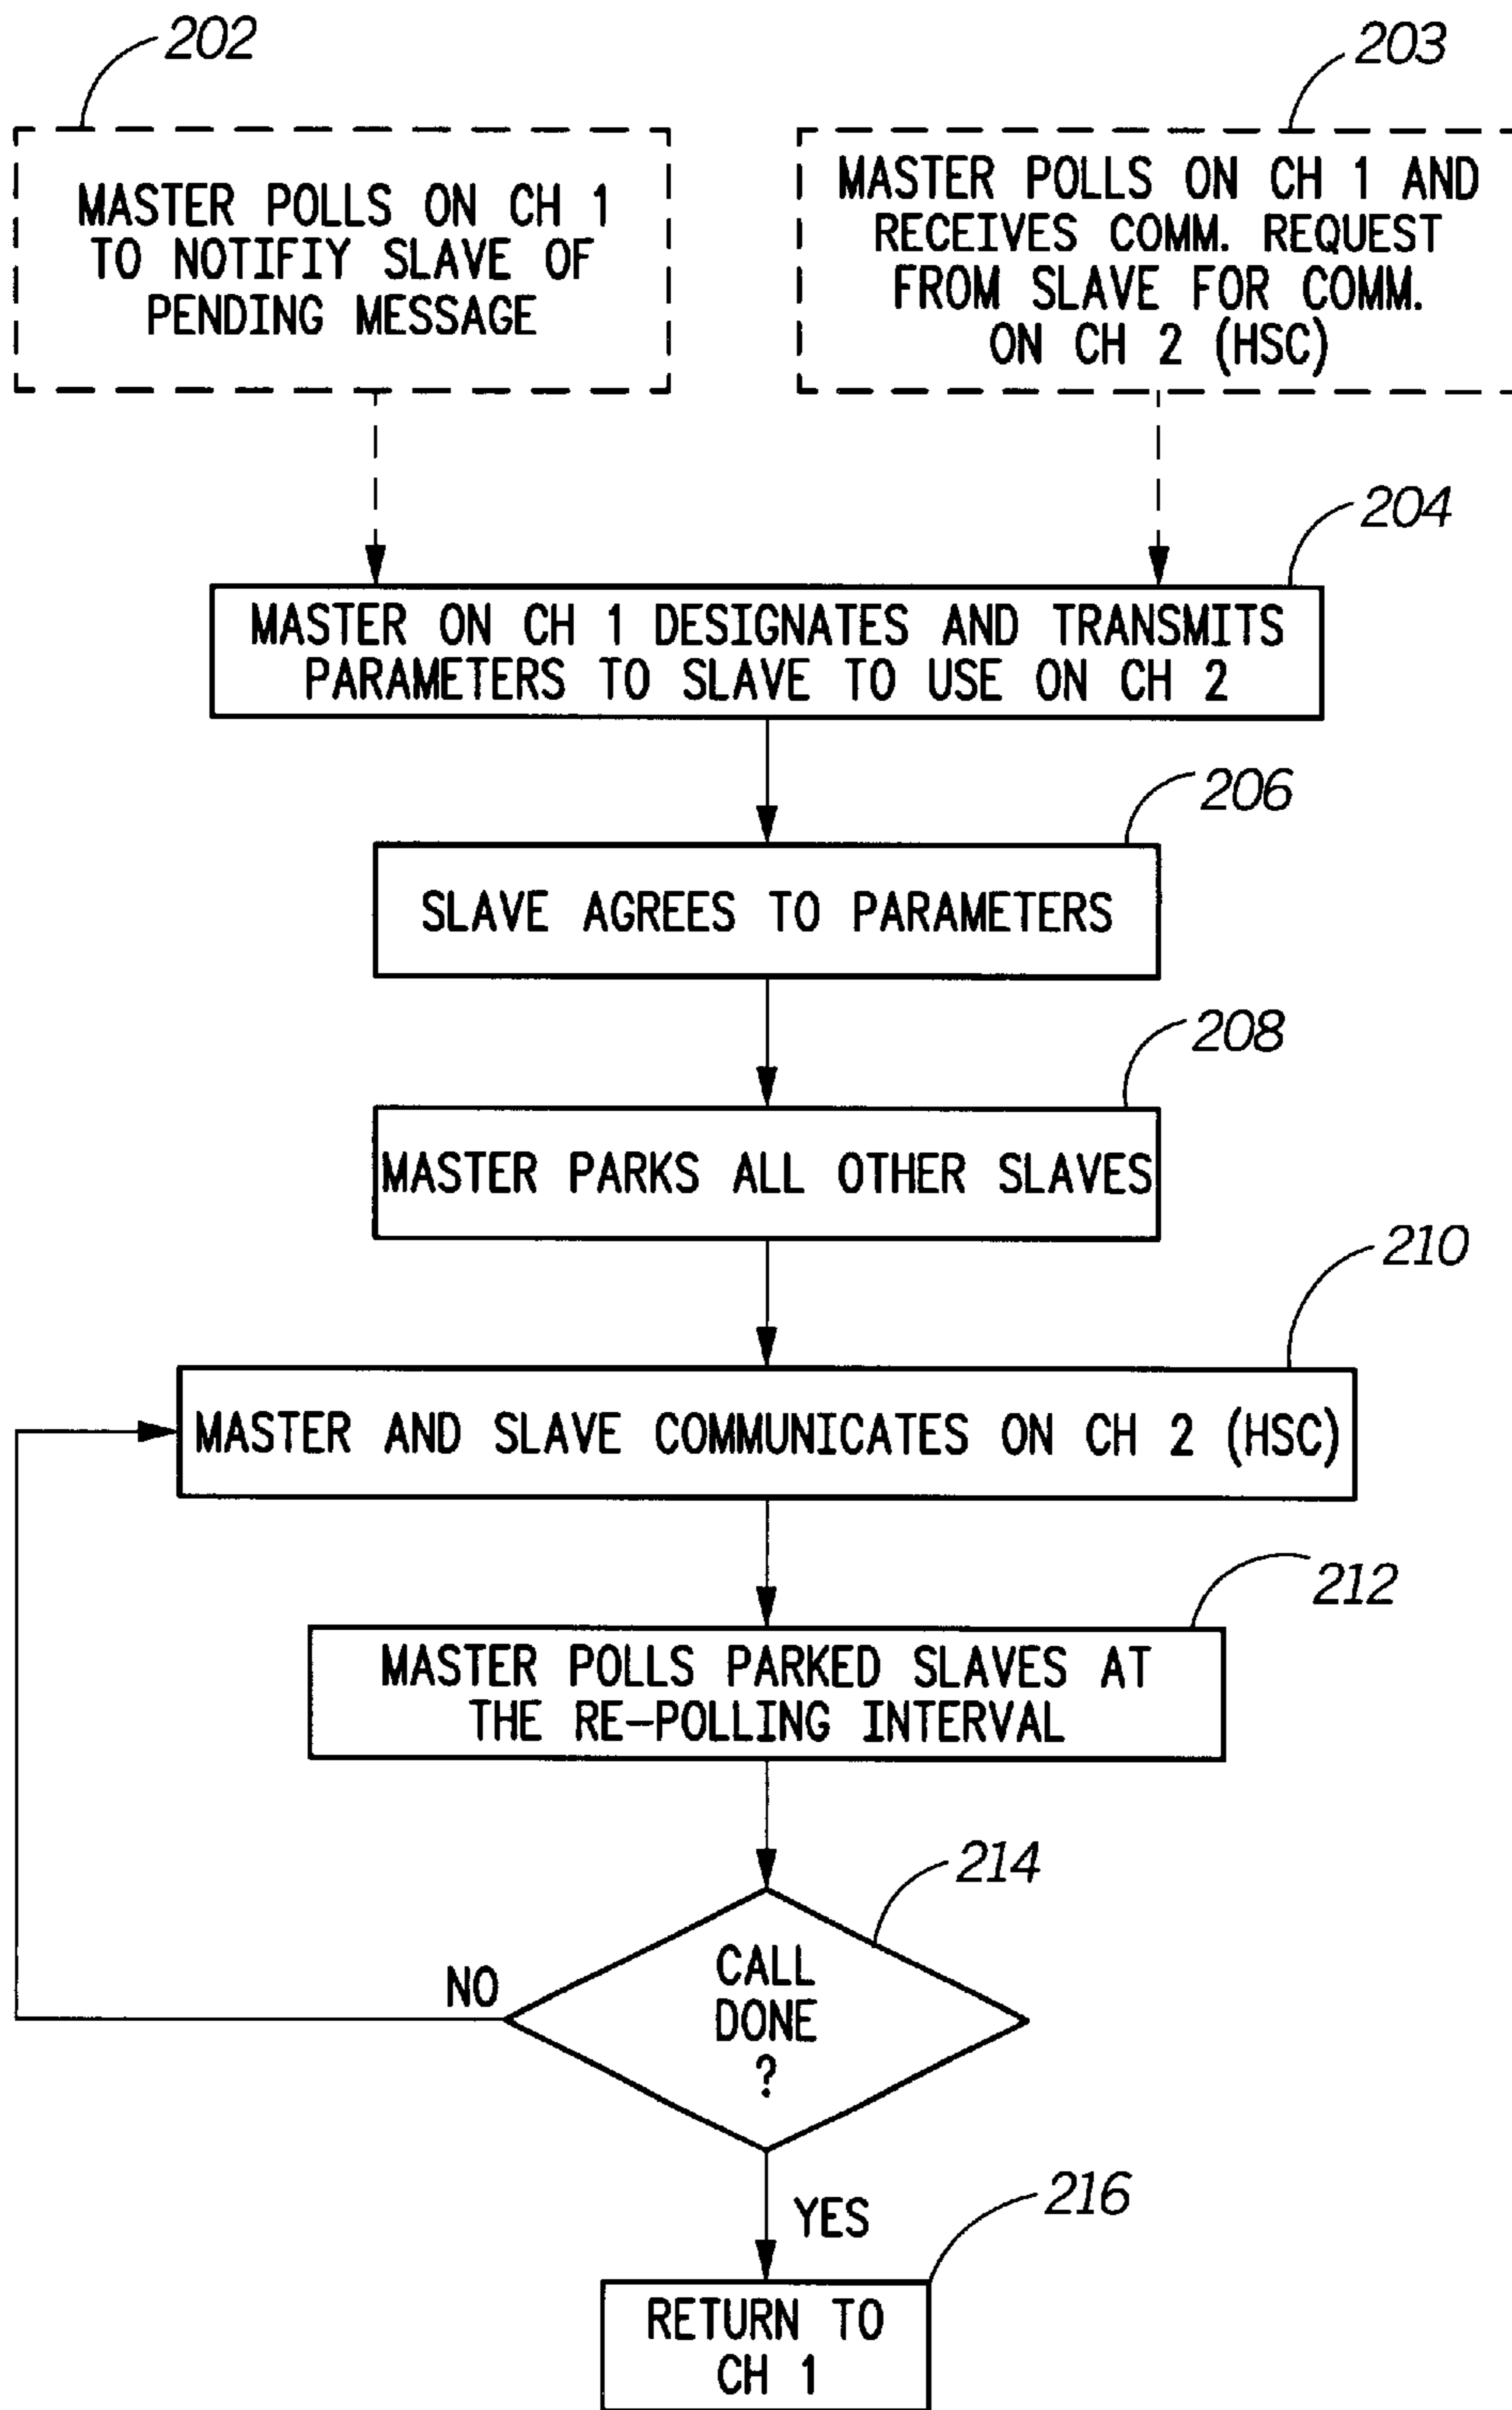 202
MASTER POLLS ON CH 1
TO NOTIFIY SLAVE OF
PENDING MESSAGE
203
MASTER POLLS ON CH 1 AND
RECEIVES COMM. REQUEST
FROM SLAVE FOR COMM.
ON CH 2 (HSC)
204
MASTER ON CH 1 DESIGNATES AND TRANSMITS
PARAMETERS TO SLAVE TO USE ON CH 2
206
SLAVE AGREES TO PARAMETERS
208
MASTER PARKS ALL OTHER SLAVES
210
MASTER AND SLAVE COMMUNICATES ON CH 2 (HSC)
212
MASTER POLLS PARKED SLAVES AT
THE RE-POLLING INTERVAL
214
CALL
DONE
?
NO
YES
216
RETURN TO
CH 1